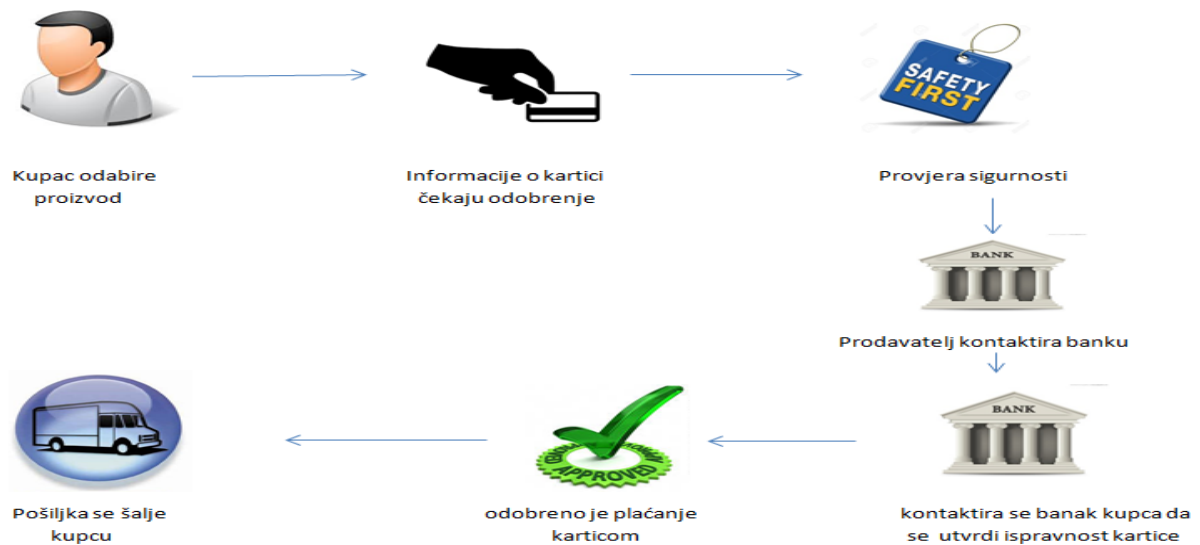 SAFETY
FIRST
Kupac odabire
proizvod
Informacije o kartici
čekaju odobrenje
Provjera sigurnosti
BANK
Prodavatelj kontaktira banku
BANK
APPROVED
Pošiljka se šalje
kupcu
odobreno je plaćanje
karticom
kontaktira se banak kupca da
se utvrdi ispravnost kartice